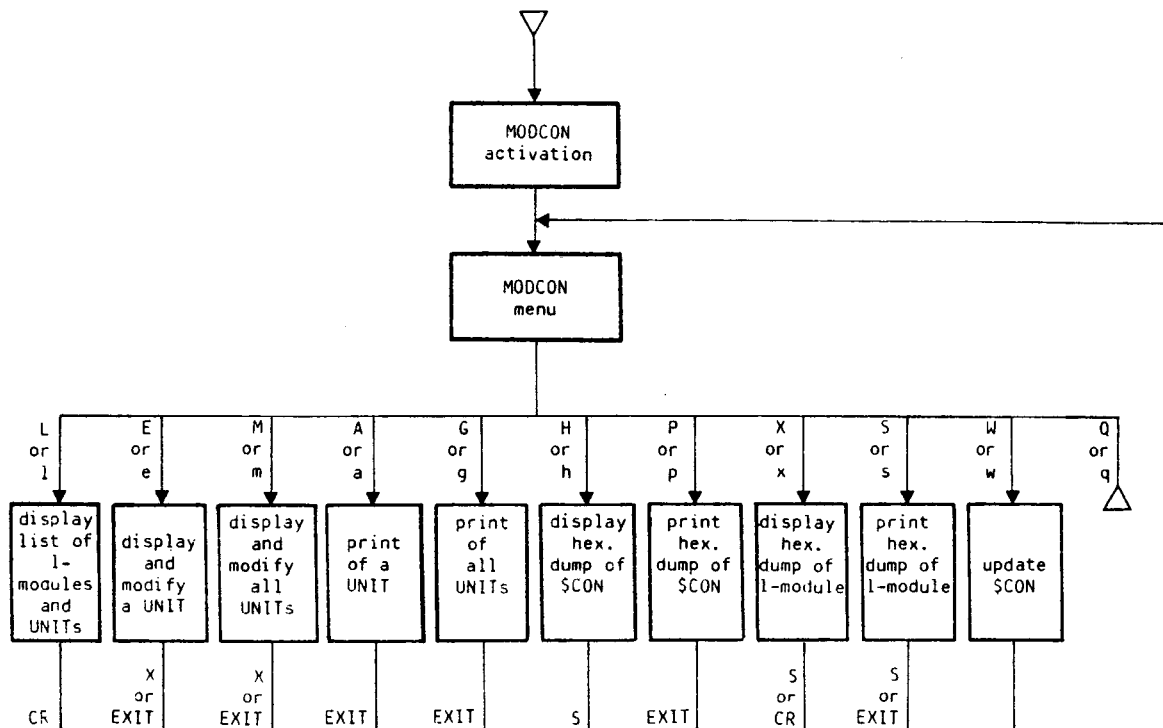 MODCON
activation
MODCON
menu
L
or
l
E
or
e
M
or
m
A
or
a
G
or
g
H
or
h
P
or
p
X
or
x
S
or
s
W
or
w
Q
or
q
display
list of
l-
modules
and
UNITs
display
and
modify
a UNIT
display
and
modify
all
UNITs
print
of a
UNIT
print
of
all
UNITs
display
hex.
dump of
$CON
print
hex.
dump of
$CON
display
hex.
dump of
l-module
print
hex.
dump of
l-module
update
$CON
CR
X
or
EXIT
X
or
EXIT
EXIT
EXIT
S
EXIT
S
or
CR
S
or
EXIT